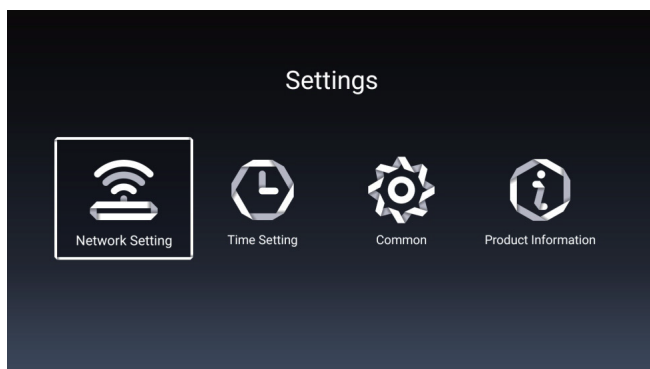 Settings
Network Setting
Time Setting
Common
Product Information